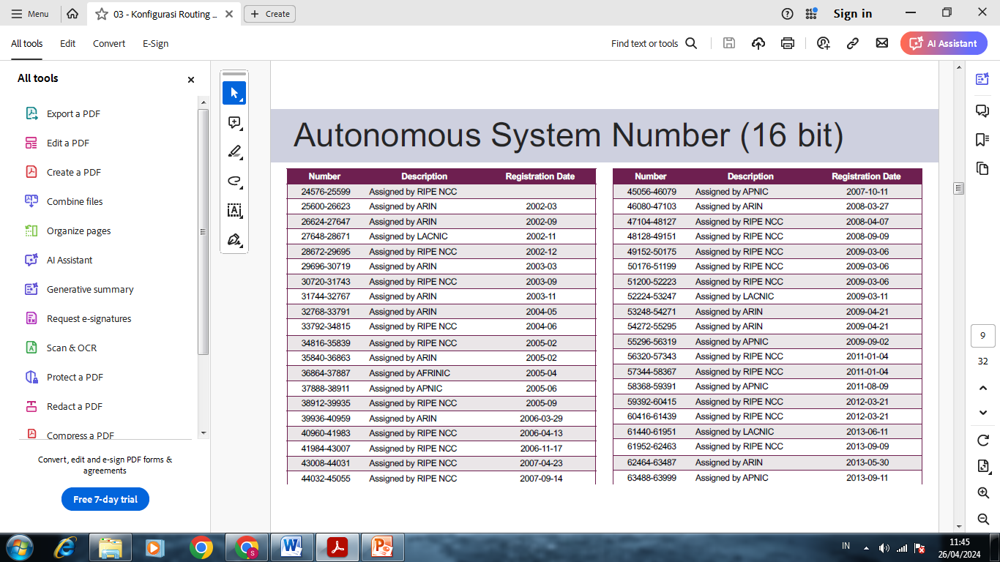 Menu
03 - Konfigurasi Routing ...
Create
Sign in
All tools
Edit
Convert
E-Sign
Find text or tools
AI Assistant
All tools
Export a PDF
Edit a PDF
Create a PDF
Combine files
Organize pages
AI Assistant
Generative summary
Request e-signatures
Scan & OCR
Protect a PDF
Redact a PDF
Compress a PDF
Convert, edit and e-sign PDF forms &
agreements
Free 7-day trial
Autonomous System Number (16 bit)
Number Description Registration Date
24576-25599 Assigned by RIPE NCC
25600-26623 Assigned by ARIN 2002-03
26624-27647 Assigned by ARIN 2002-09
27648-28671 Assigned by LACNIC 2002-11
28672-29695 Assigned by RIPE NCC 2002-12
29696-30719 Assigned by ARIN 2003-03
30720-31743 Assigned by RIPE NCC 2003-09
31744-32767 Assigned by ARIN 2003-11
32768-33791 Assigned by ARIN 2004-05
33792-34815 Assigned by RIPE NCC 2004-06
34816-35839 Assigned by RIPE NCC 2005-02
35840-36863 Assigned by ARIN 2005-02
36864-37887 Assigned by AFRINIC 2005-04
37888-38911 Assigned by APNIC 2005-06
38912-39935 Assigned by RIPE NCC 2005-09
39936-40959 Assigned by ARIN 2006-03-29
40960-41983 Assigned by RIPE NCC 2006-04-13
41984-43007 Assigned by RIPE NCC 2006-11-17
43008-44031 Assigned by RIPE NCC 2007-04-23
44032-45055 Assigned by RIPE NCC 2007-09-14
Number Description Registration Date
45056-46079 Assigned by APNIC 2007-10-11
46080-47103 Assigned by ARIN 2008-03-27
47104-48127 Assigned by RIPE NCC 2008-04-07
48128-49151 Assigned by RIPE NCC 2008-09-09
49152-50175 Assigned by RIPE NCC 2009-03-06
50176-51199 Assigned by RIPE NCC 2009-03-06
51200-52223 Assigned by RIPE NCC 2009-03-06
52224-53247 Assigned by LACNIC 2009-03-11
53248-54271 Assigned by ARIN 2009-04-21
54272-55295 Assigned by ARIN 2009-04-21
55296-56319 Assigned by APNIC 2009-09-02
56320-57343 Assigned by RIPE NCC 2011-01-04
57344-58367 Assigned by RIPE NCC 2011-01-04
58368-59391 Assigned by APNIC 2011-08-09
59392-60415 Assigned by RIPE NCC 2012-03-21
60416-61439 Assigned by RIPE NCC 2012-03-21
61440-61951 Assigned by LACNIC 2013-06-11
61952-62463 Assigned by RIPE NCC 2013-09-09
62464-63487 Assigned by ARIN 2013-05-30
63488-63999 Assigned by APNIC 2013-09-11
9
32
IN
11:45
26/04/2024